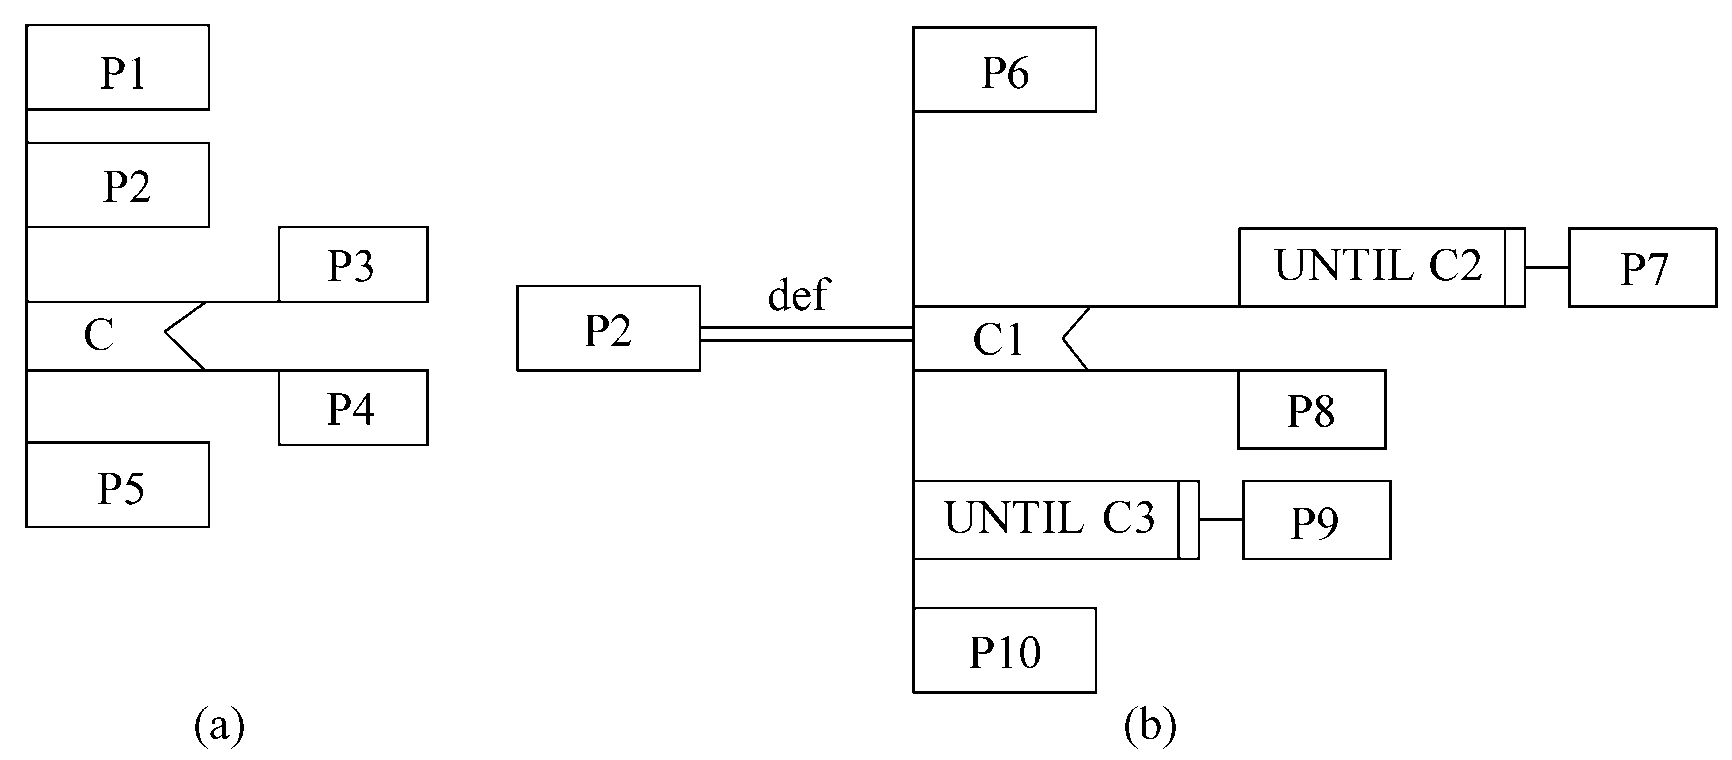 P1
P2
P3
C
P4
P5
(a)
P2
def
P6
UNTIL C2
P7
C1
P8
UNTIL C3
P9
P10
(b)